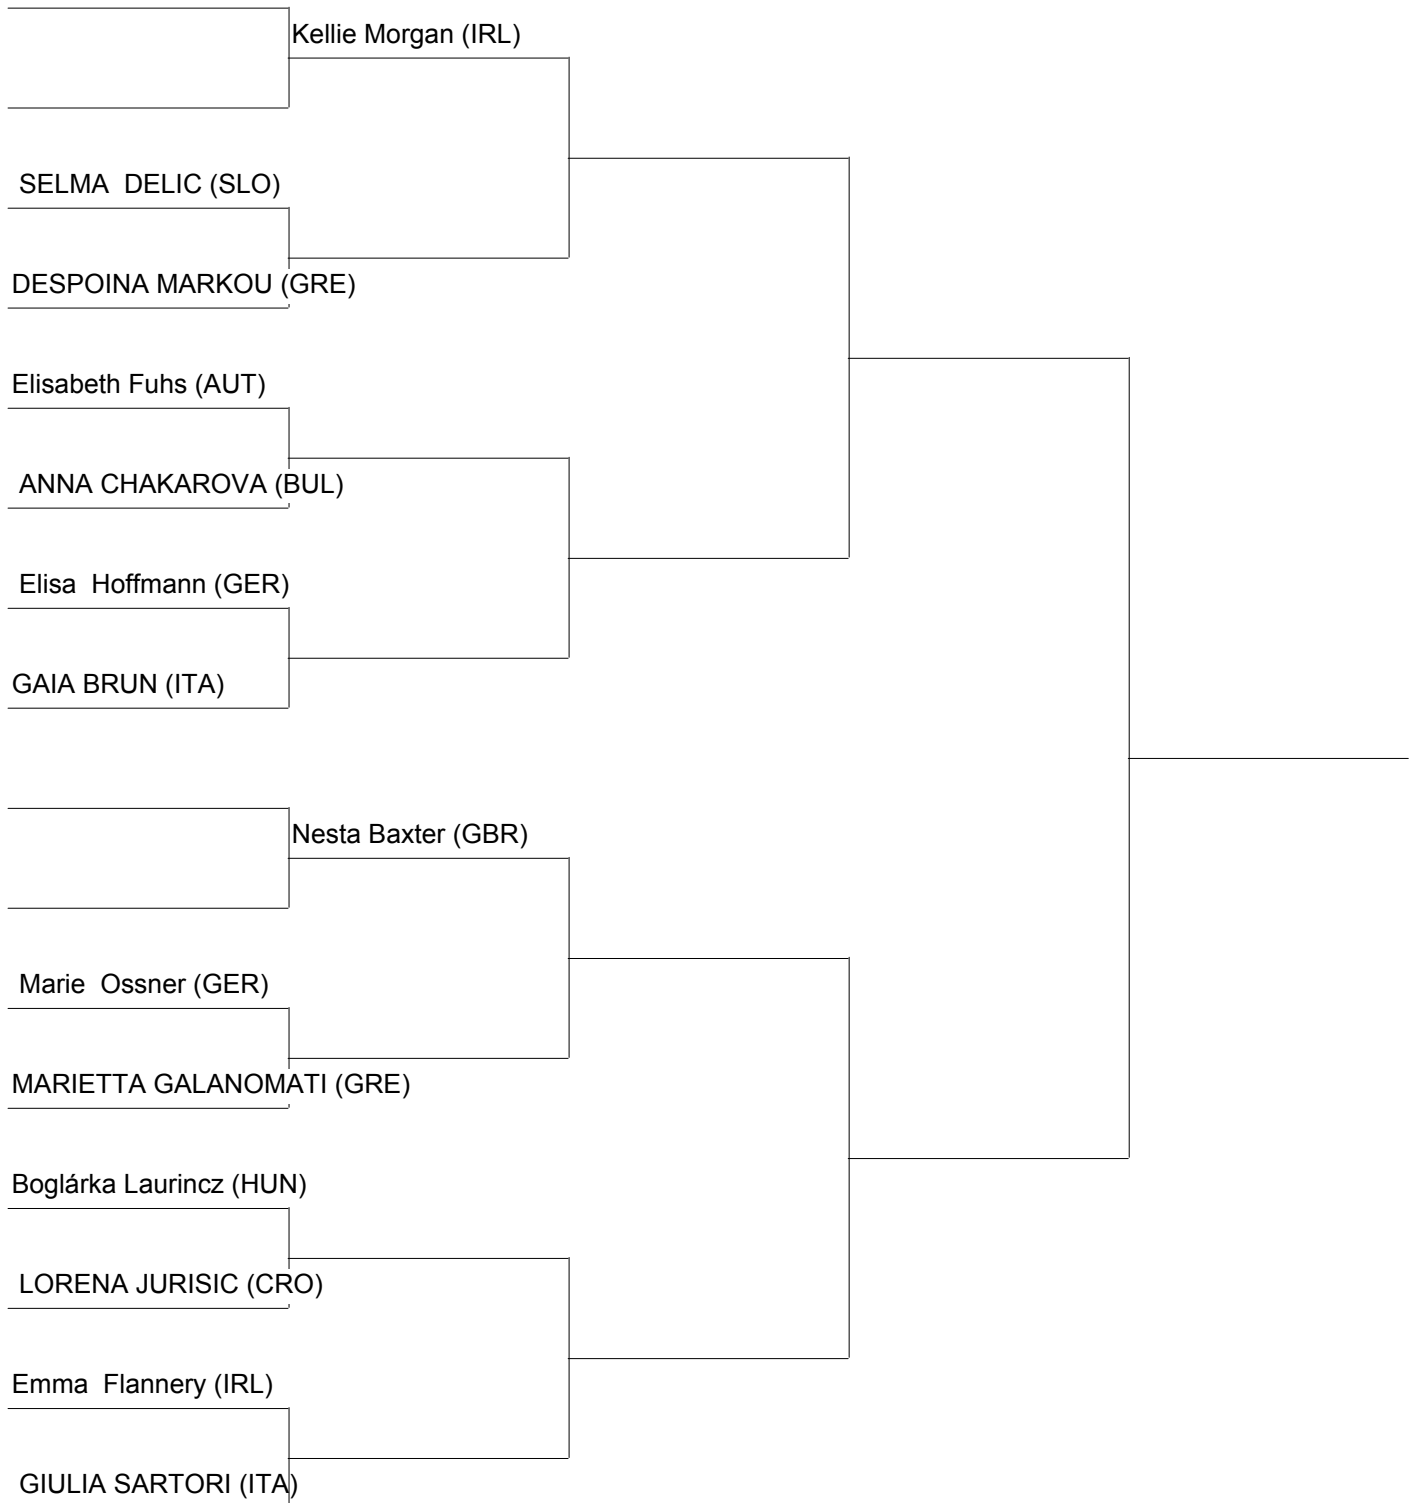 Kellie Morgan (IRL)
SELMA  DELIC (SLO)
DESPOINA MARKOU (GRE)
Elisabeth Fuhs (AUT)
ANNA CHAKAROVA (BUL)
Elisa  Hoffmann (GER)
GAIA BRUN (ITA)
Nesta Baxter (GBR)
Marie  Ossner (GER)
MARIETTA GALANOMATI (GRE)
Boglárka Laurincz (HUN)
LORENA JURISIC (CRO)
Emma  Flannery (IRL)
GIULIA SARTORI (ITA)